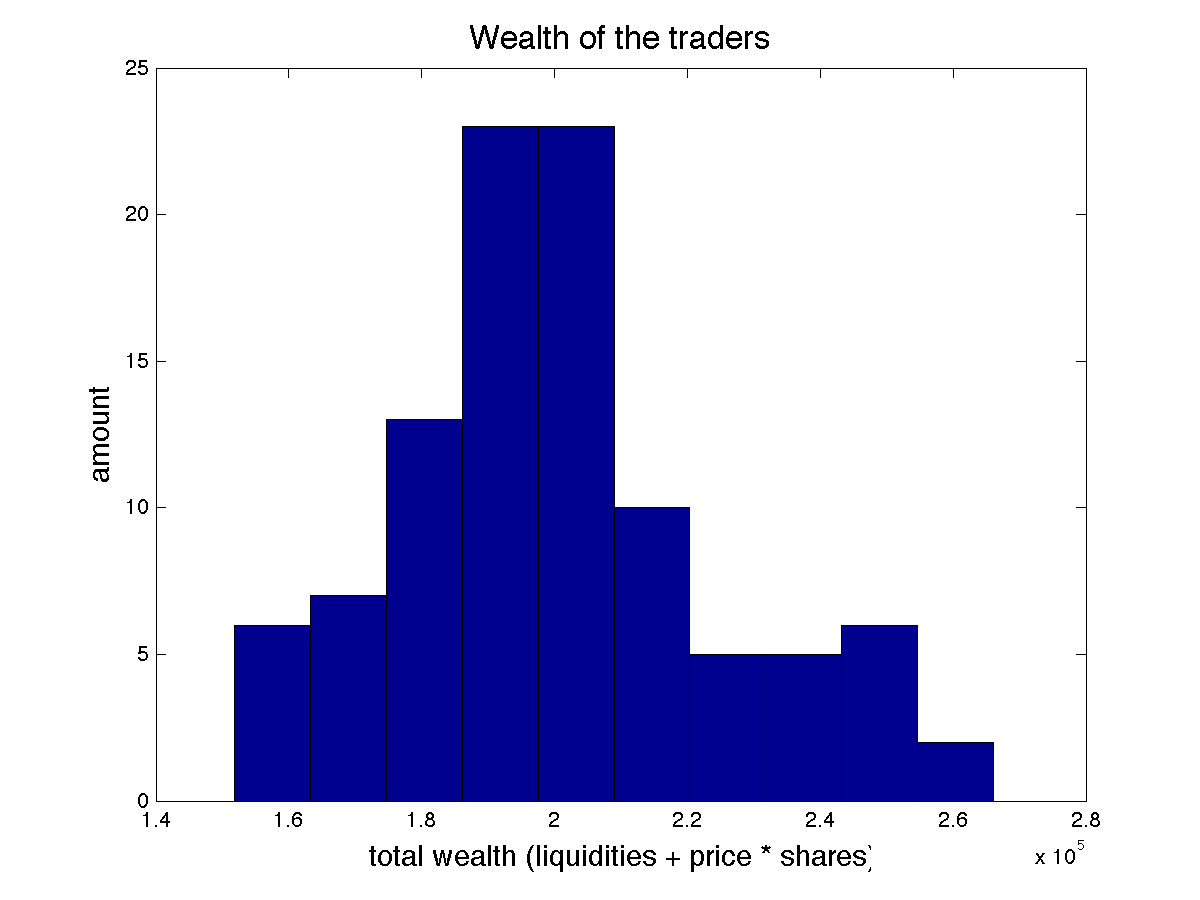 Wealth of the traders
25
20
15
10
5
0
amount
1.4 1.6 1.8 2 2.2 2.4 2.6 2.8
x 10^5
total wealth (liquidities + price * shares)